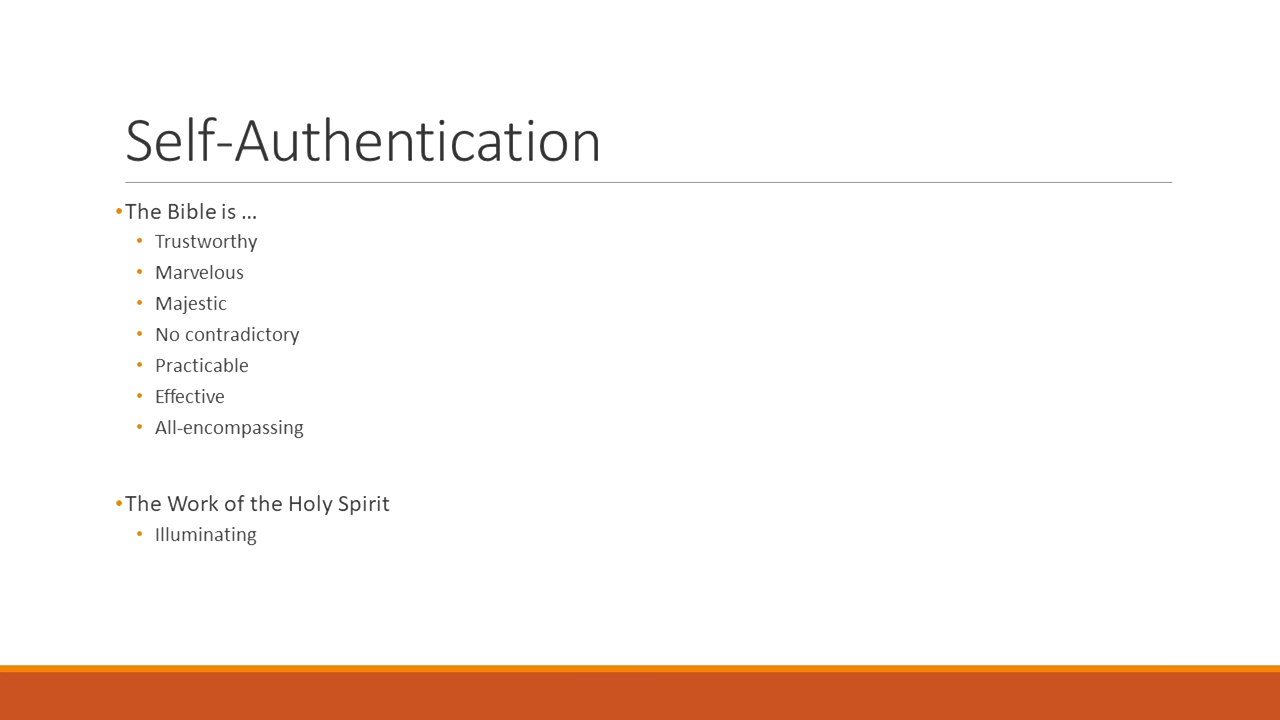 Self-Authentication
•The Bible is …
• Trustworthy
• Marvelous
• Majestic
• No contradictory
• Practicable
• Effective
• All-encompassing
•The Work of the Holy Spirit
• Illuminating